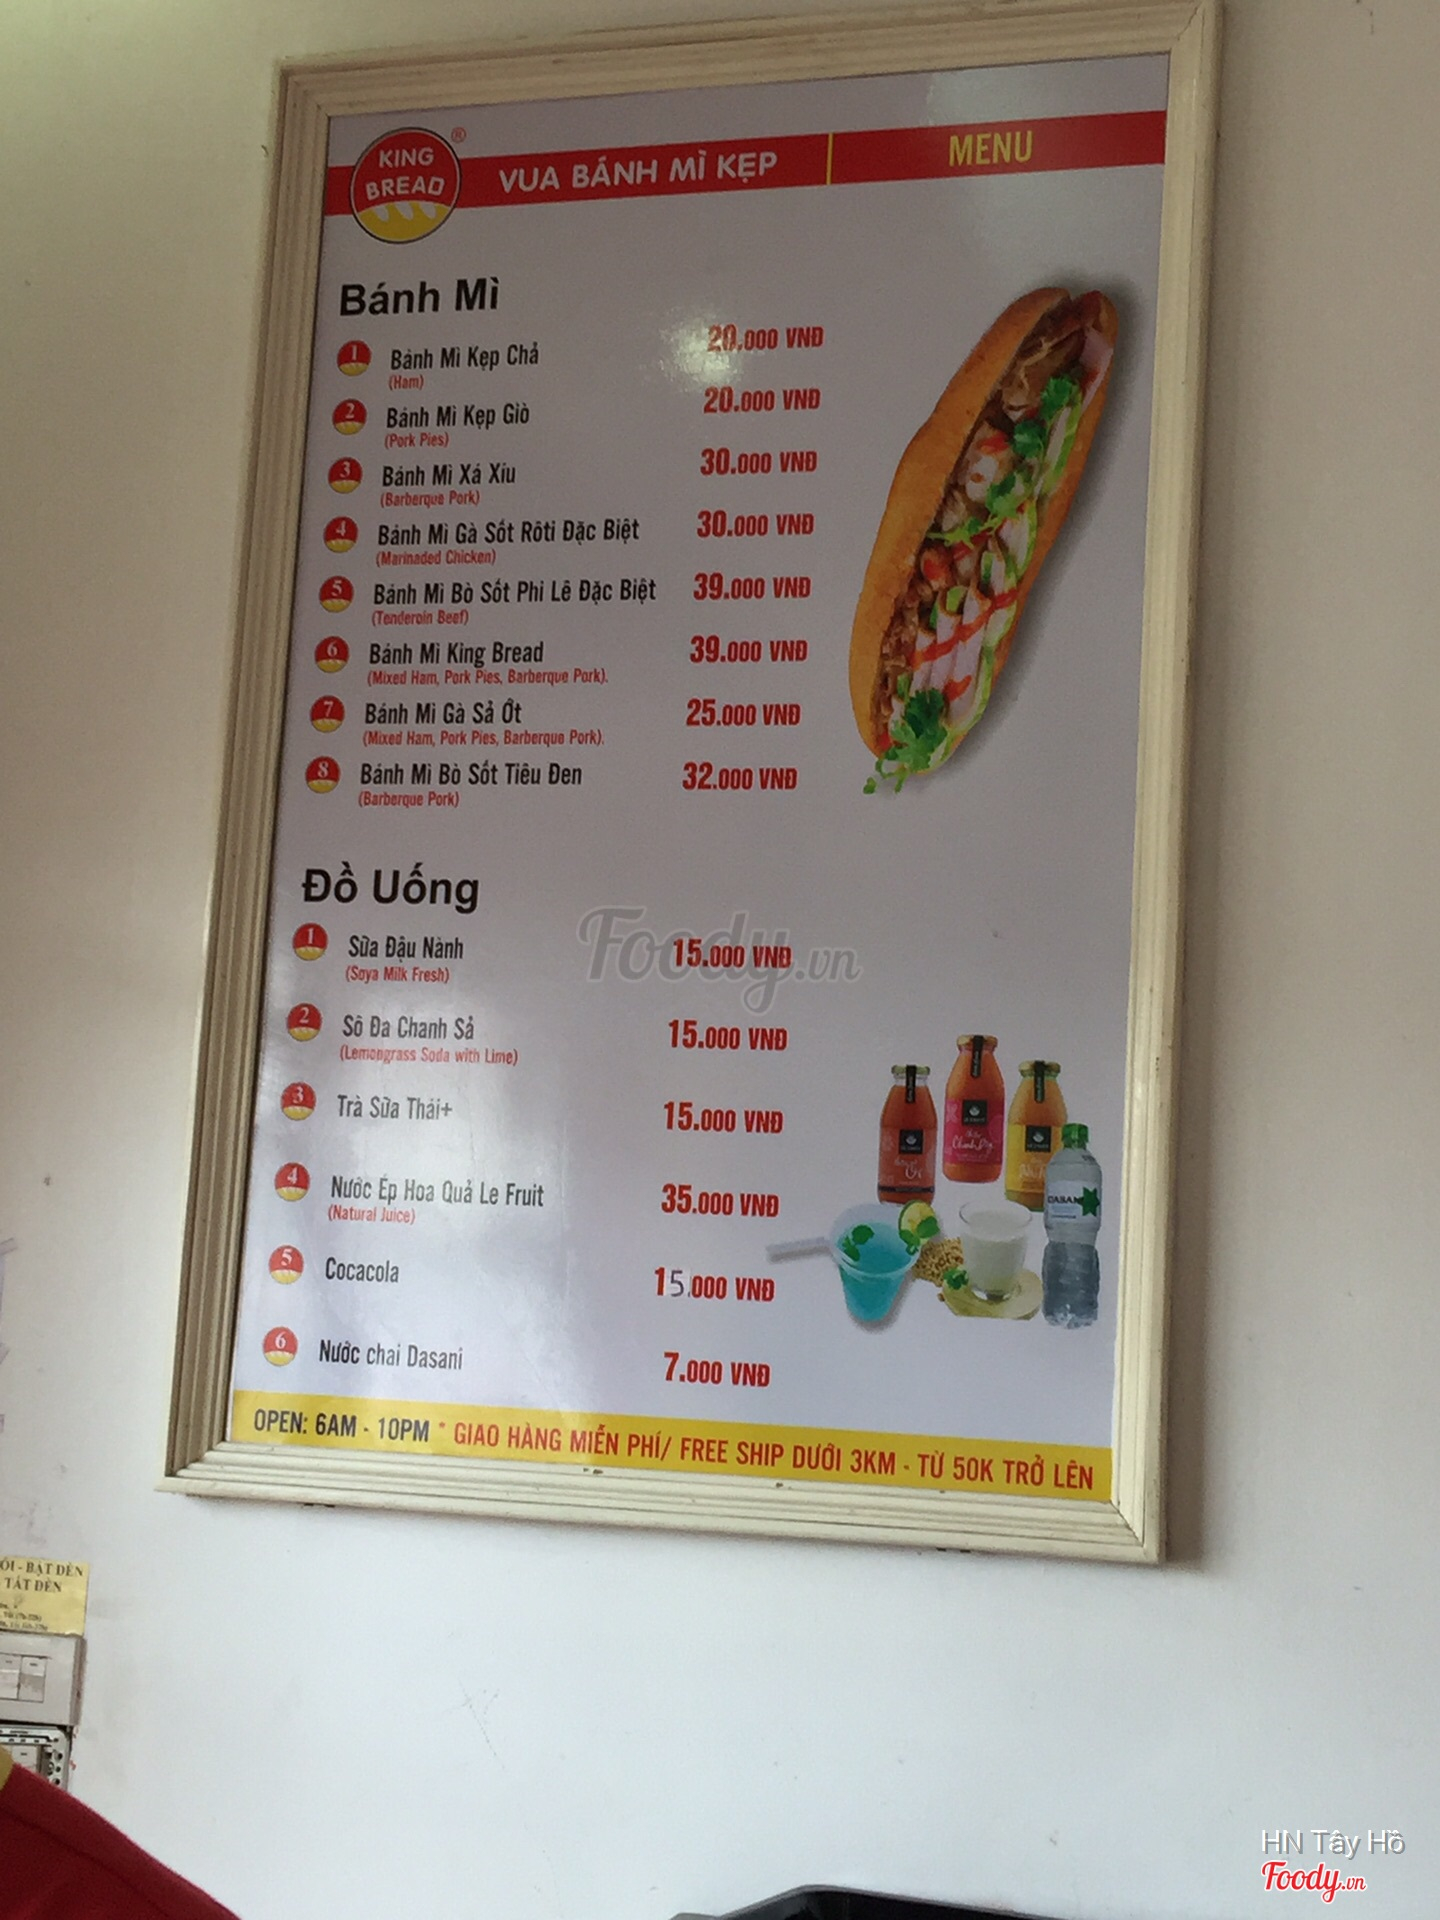 KING BREAD ®
VUA BÁNH MÌ KẸP
MENU
Bánh Mì
1 Bánh Mì Kẹp Chả 20.000 VNĐ
(Ham)
2 Bánh Mì Kẹp Giò 20.000 VNĐ
(Pork Pies)
3 Bánh Mì Xá Xíu 30.000 VNĐ
(Barberque Pork)
4 Bánh Mì Gà Sốt Rôti Đặc Biệt 30.000 VNĐ
(Marinaded Chicken)
5 Bánh Mì Bò Sốt Phi Lê Đặc Biệt 39.000 VNĐ
(Tenderoin Beef)
6 Bánh Mì King Bread 39.000 VNĐ
(Mixed Ham, Pork Pies, Barberque Pork).
7 Bánh Mì Gà Sả Ớt 25.000 VNĐ
(Mixed Ham, Pork Pies, Barberque Pork).
8 Bánh Mì Bò Sốt Tiêu Đen 32.000 VNĐ
(Barberque Pork)
Đồ Uống
1 Sữa Đậu Nành 15.000 VNĐ
(Soya Milk Fresh)
2 Sô Đa Chanh Sả 15.000 VNĐ
(Lemongrass Soda with Lime)
3 Trà Sữa Thái+ 15.000 VNĐ
4 Nước Ép Hoa Quả Le Fruit 35.000 VNĐ
(Natural Juice)
5 Cocacola 15.000 VNĐ
6 Nước chai Dasani 7.000 VNĐ
DASANI
OPEN: 6AM - 10PM * GIAO HÀNG MIỄN PHÍ/ FREE SHIP DƯỚI 3KM - TỪ 50K TRỞ LÊN
Foody.vn
- BẬT ĐÈN
TẮT ĐÈN
HN Tây Hồ
Foody.vn